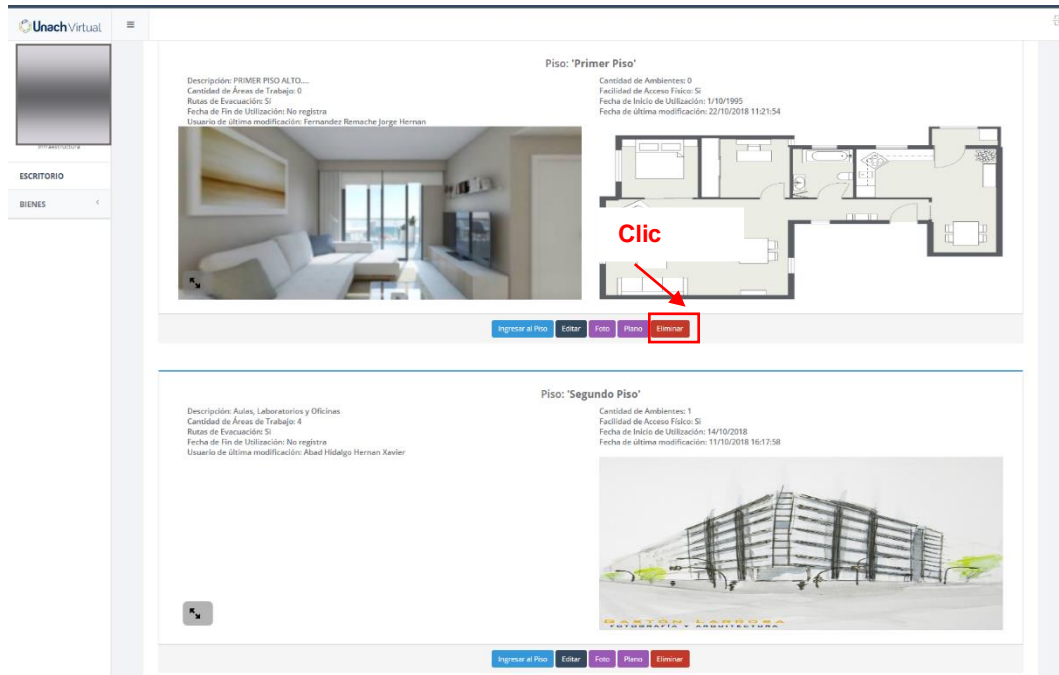 Unach Virtual
Infraestructura
ESCRITORIO
BIENES
Piso: 'Primer Piso'
Descripción: PRIMER PISO ALTO....
Cantidad de Áreas de Trabajo: 0
Rutas de Evacuación: Si
Fecha de Fin de Utilización: No registra
Usuario de última modificación: Fernandez Remache Jorge Hernan
Cantidad de Ambientes: 0
Facilidad de Acceso Físico: Si
Fecha de Inicio de Utilización: 1/10/1995
Fecha de última modificación: 22/10/2018 11:21:54
Clic
Ingresar al Piso Editar Foto Plano Eliminar
Piso: 'Segundo Piso'
Descripción: Aulas, Laboratorios y Oficinas
Cantidad de Áreas de Trabajo: 4
Rutas de Evacuación: Si
Fecha de Fin de Utilización: No registra
Usuario de última modificación: Abad Hidalgo Hernan Xavier
Cantidad de Ambientes: 1
Facilidad de Acceso Físico: Si
Fecha de Inicio de Utilización: 14/10/2018
Fecha de última modificación: 11/10/2018 16:17:58
GASTÓN LARROSA
FOTOGRAFÍA Y ARQUITECTURA
Ingresar al Piso Editar Foto Plano Eliminar